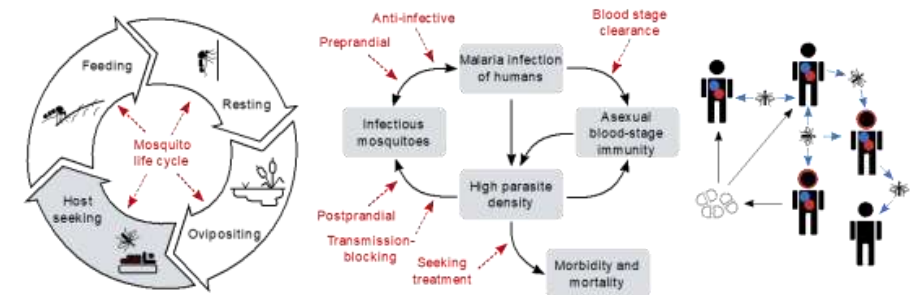 Feeding
Resting
Mosquito
life cycle
Host
seeking
Ovipositing
Anti-infective
Preprandial
Blood stage
clearance
Malaria infection
of humans
Infectious
mosquitoes
Asexual
blood-stage
immunity
High parasite
density
Postprandial
Transmission-
blocking
Seeking
treatment
Morbidity and
mortality